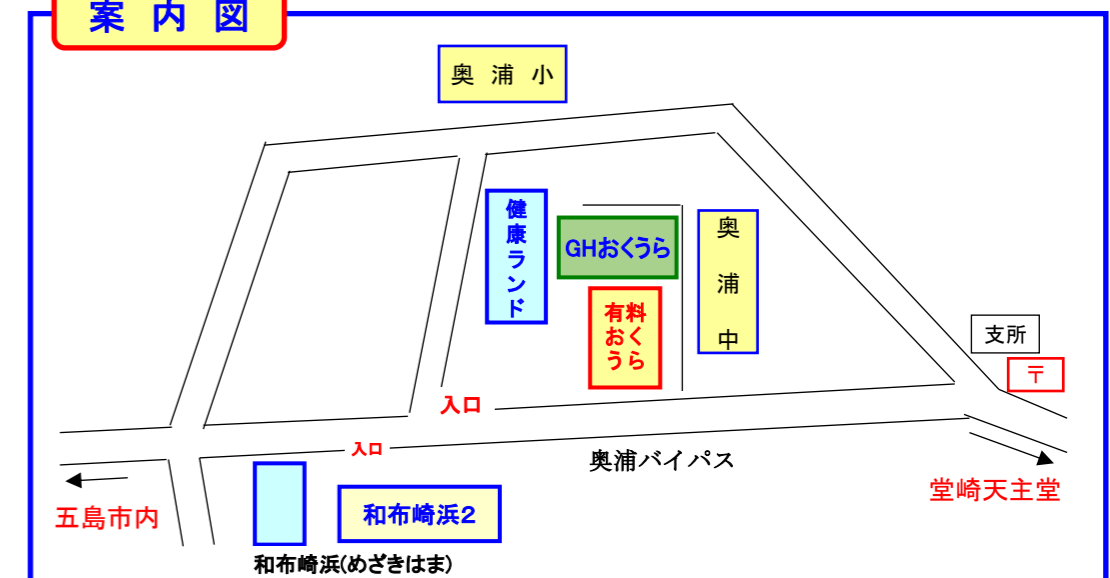 案 内 図
奥 浦 小
健康ランド
GHおくうら
奥浦中
有料
おく
うら
支所
〒
入口
入口
奥浦バイパス
堂崎天主堂
五島市内
和布崎浜２
和布崎浜(めざきはま)